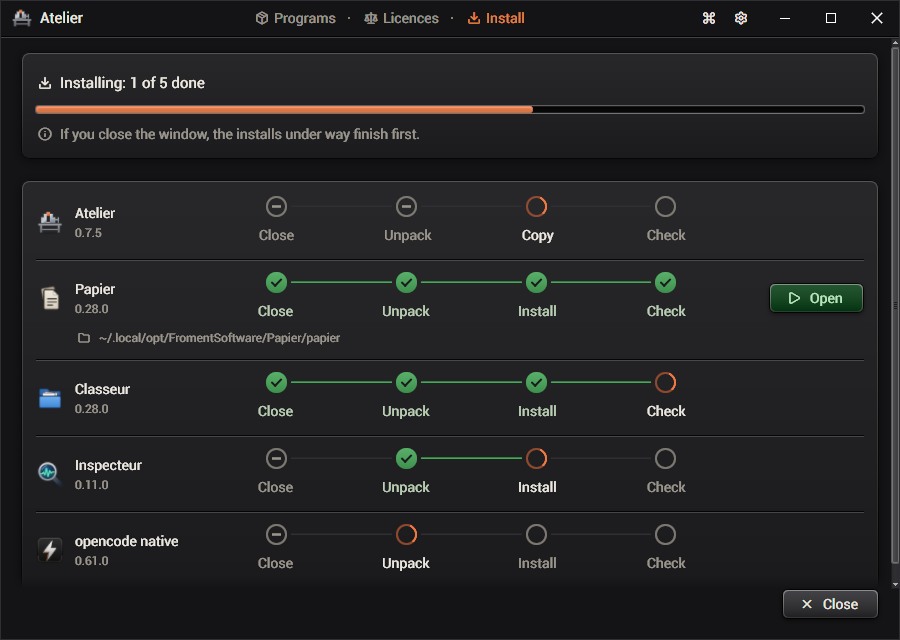 Atelier
Programs · Licences · Install
Installing: 1 of 5 done
If you close the window, the installs under way finish first.
Atelier
0.7.5
Close Unpack Copy Check
Papier
0.28.0
Close Unpack Install Check
Open
~/.local/opt/FromentSoftware/Papier/papier
Classeur
0.28.0
Close Unpack Install Check
Inspecteur
0.11.0
Close Unpack Install Check
opencode native
0.61.0
Close Unpack Install Check
Close